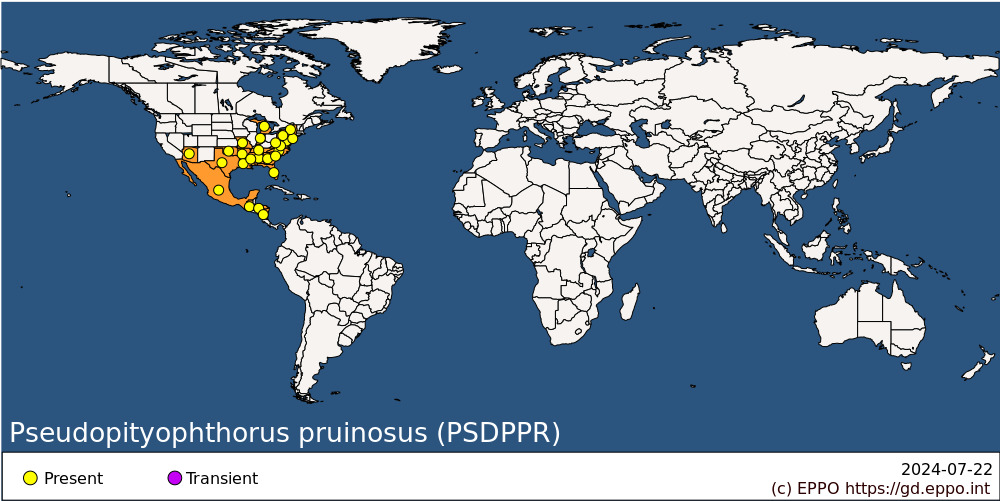 Pseudopityophthorus pruinosus (PSDPPR)
Present
Transient
2024-07-22
(c) EPPO https://gd.eppo.int